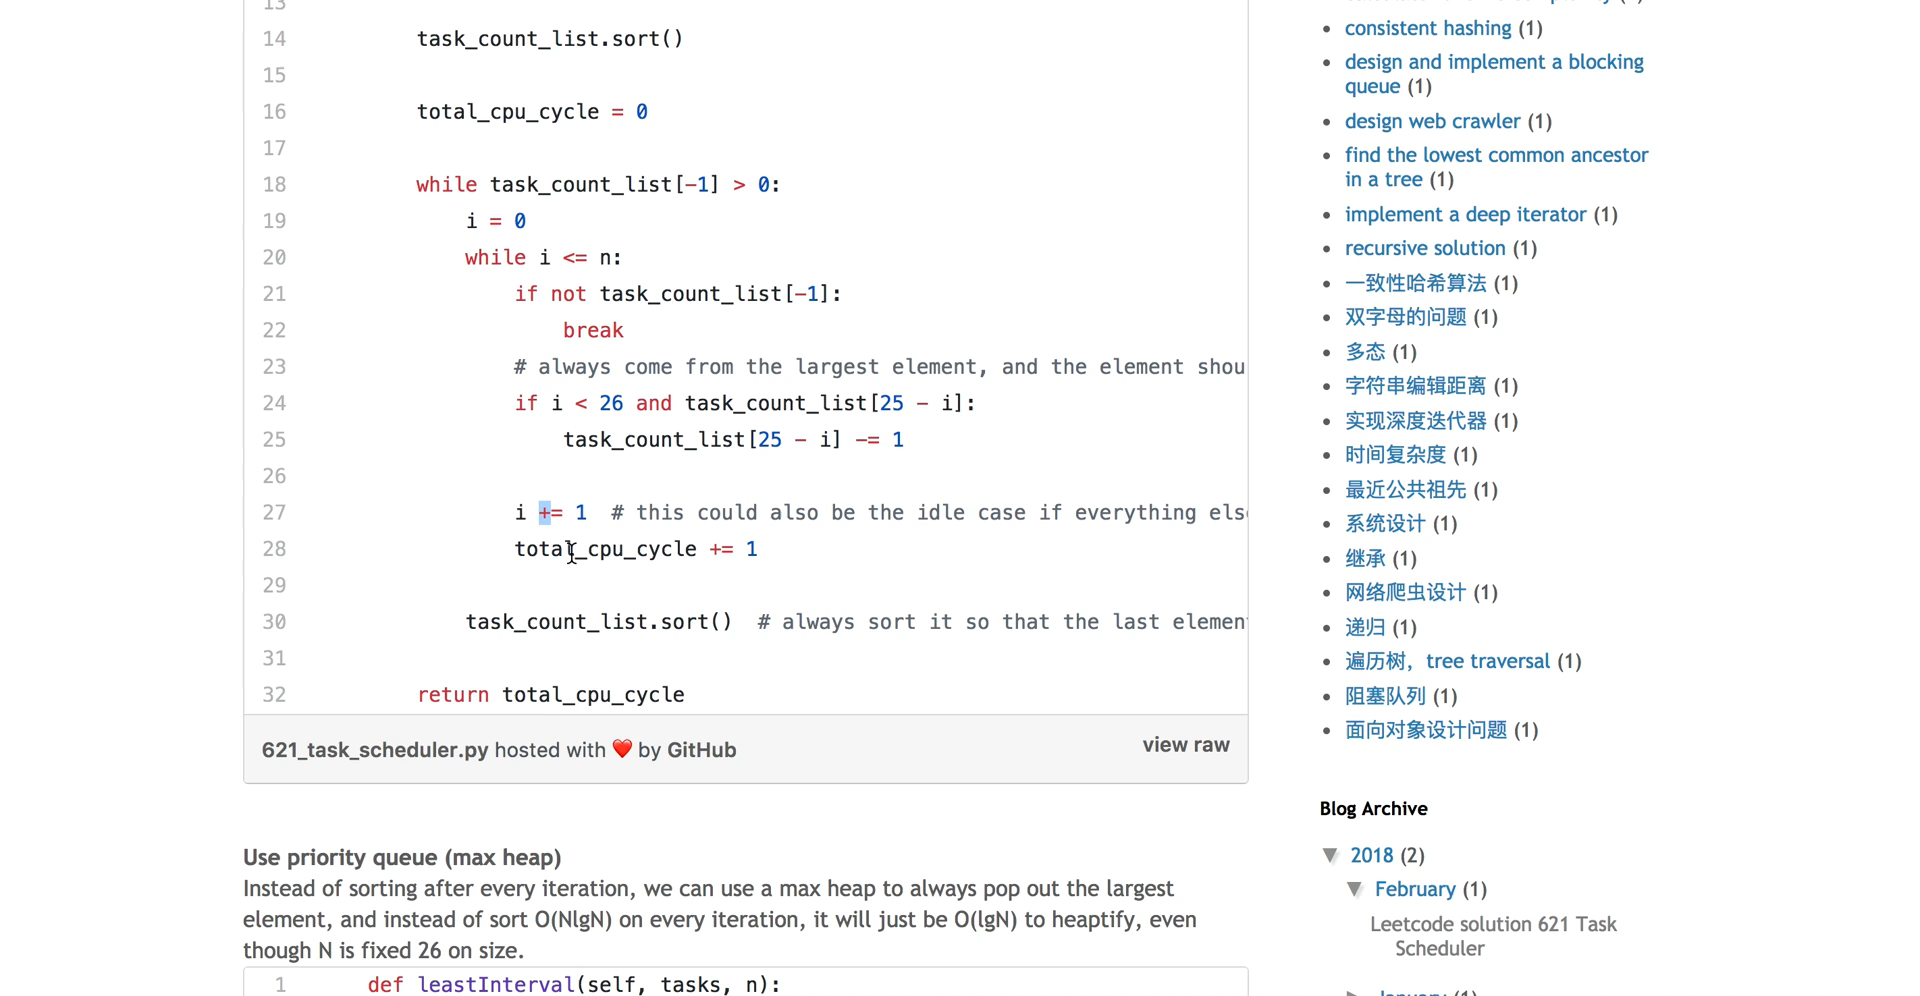 13
14 task_count_list.sort()
15
16 total_cpu_cycle = 0
17
18 while task_count_list[-1] > 0:
19 i = 0
20 while i <= n:
21 if not task_count_list[-1]:
22 break
23 # always come from the largest element, and the element shou
24 if i < 26 and task_count_list[25 - i]:
25 task_count_list[25 - i] -= 1
26
27 i += 1 # this could also be the idle case if everything els
28 total_cpu_cycle += 1
29
30 task_count_list.sort() # always sort it so that the last elemen
31
32 return total_cpu_cycle
621_task_scheduler.py hosted with ❤ by GitHub
view raw
Use priority queue (max heap)
Instead of sorting after every iteration, we can use a max heap to always pop out the largest
element, and instead of sort O(NlgN) on every iteration, it will just be O(lgN) to heaptify, even
though N is fixed 26 on size.
1 def leastInterval(self, tasks, n):
consistent hashing (1)
design and implement a blocking
queue (1)
design web crawler (1)
find the lowest common ancestor
in a tree (1)
implement a deep iterator (1)
recursive solution (1)
一致性哈希算法 (1)
双字母的问题 (1)
多态 (1)
字符串编辑距离 (1)
实现深度迭代器 (1)
时间复杂度 (1)
最近公共祖先 (1)
系统设计 (1)
继承 (1)
网络爬虫设计 (1)
递归 (1)
遍历树，tree traversal (1)
阻塞队列 (1)
面向对象设计问题 (1)
Blog Archive
▼ 2018 (2)
▼ February (1)
Leetcode solution 621 Task
Scheduler